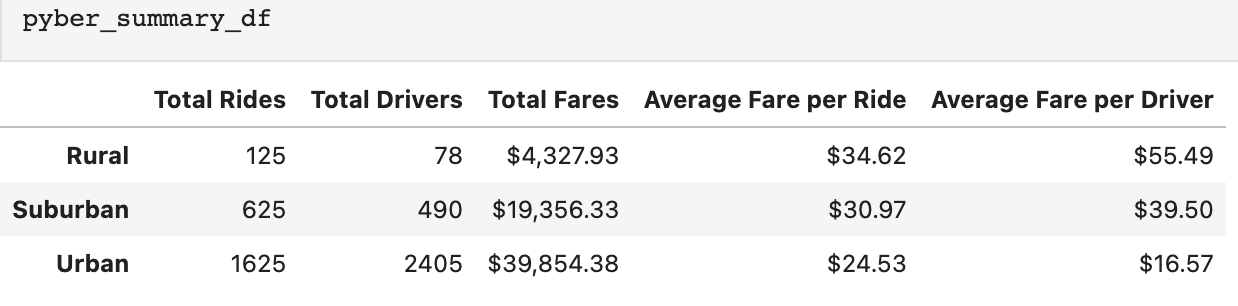 pyber_summary_df
Total Rides Total Drivers Total Fares Average Fare per Ride Average Fare per Driver
Rural 125 78 $4,327.93 $34.62 $55.49
Suburban 625 490 $19,356.33 $30.97 $39.50
Urban 1625 2405 $39,854.38 $24.53 $16.57